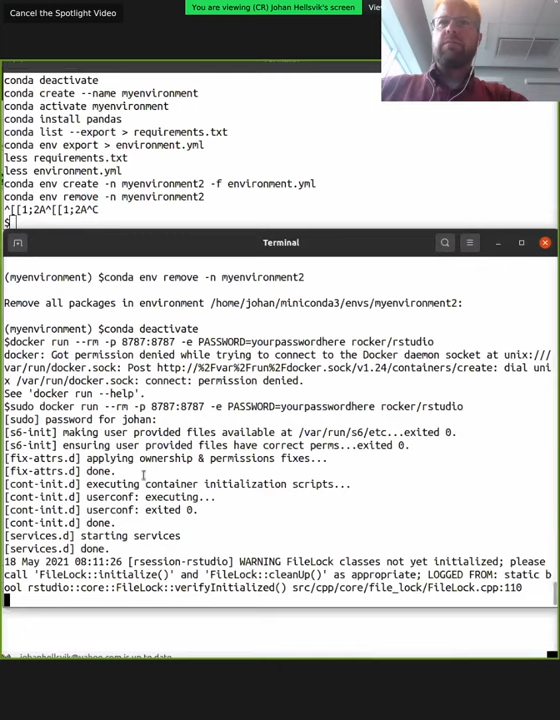 Cancel the Spotlight Video
You are viewing (CR) Johan Hellsvik's screen
conda deactivate
conda create --name myenvironment
conda activate myenvironment
conda install pandas
conda list --export > requirements.txt
conda env export > environment.yml
less requirements.txt
less environment.yml
conda env create -n myenvironment2 -f environment.yml
conda env remove -n myenvironment2
^[[1;2A^[[1;2A^C
$
Terminal
(myenvironment) $conda env remove -n myenvironment2
Remove all packages in environment /home/johan/miniconda3/envs/myenvironment2:
(myenvironment) $conda deactivate
$docker run --rm -p 8787:8787 -e PASSWORD=yourpasswordhere rocker/rstudio
docker: Got permission denied while trying to connect to the Docker daemon socket at unix:///
var/run/docker.sock: Post http://%2Fvar%2Frun%2Fdocker.sock/v1.24/containers/create: dial uni
x /var/run/docker.sock: connect: permission denied.
See 'docker run --help'.
$sudo docker run --rm -p 8787:8787 -e PASSWORD=yourpasswordhere rocker/rstudio
[sudo] password for johan:
[s6-init] making user provided files available at /var/run/s6/etc...exited 0.
[s6-init] ensuring user provided files have correct perms...exited 0.
[fix-attrs.d] applying ownership & permissions fixes...
[fix-attrs.d] done.
[cont-init.d] executing container initialization scripts...
[cont-init.d] userconf: executing...
[cont-init.d] userconf: exited 0.
[cont-init.d] done.
[services.d] starting services
[services.d] done.
18 May 2021 08:11:26 [rsession-rstudio] WARNING FileLock classes not yet initialized; please
call 'FileLock::initialize()' and 'FileLock::cleanUp()' as appropriate; LOGGED FROM: static b
ool rstudio::core::FileLock::verifyInitialized() src/cpp/core/file_lock/FileLock.cpp:110
johanhellsvik@yahoo.com is up to date